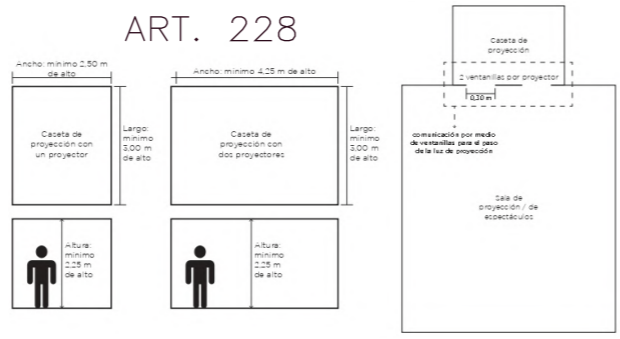 ART. 228
Ancho: mínimo 2,50 m
de alto
Ancho: mínimo 4,25 m de alto
Caseta de
proyección con
un proyector
Largo:
mínimo
3,00 m
de alto
Caseta de
proyección con
dos proyectores
Largo:
mínimo
3,00 m
de alto
Altura:
mínimo
2,25 m
de alto
Altura:
mínimo
2,25 m
de alto
Caseta de
proyección
2 ventanillas por proyector
0,30 m
comunicación por medio
de ventanillas para el paso
de la luz de proyección
Sala de
proyección / de
espectáculos